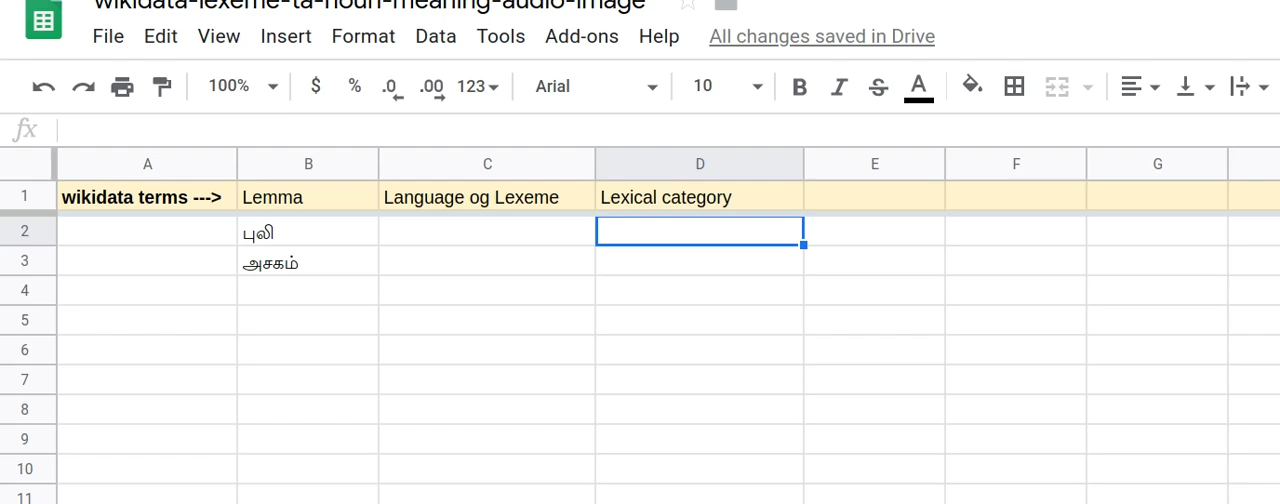 wikidata-lexeme-ta-noun-meaning-audio-image
File Edit View Insert Format Data Tools Add-ons Help All changes saved in Drive
100% $ % .0 .00 123 Arial 10 B I S A
fx
A B C D E F G
1 wikidata terms ---> Lemma Language og Lexeme Lexical category
2 புலி
3 அசகம்
4
5
6
7
8
9
10
11